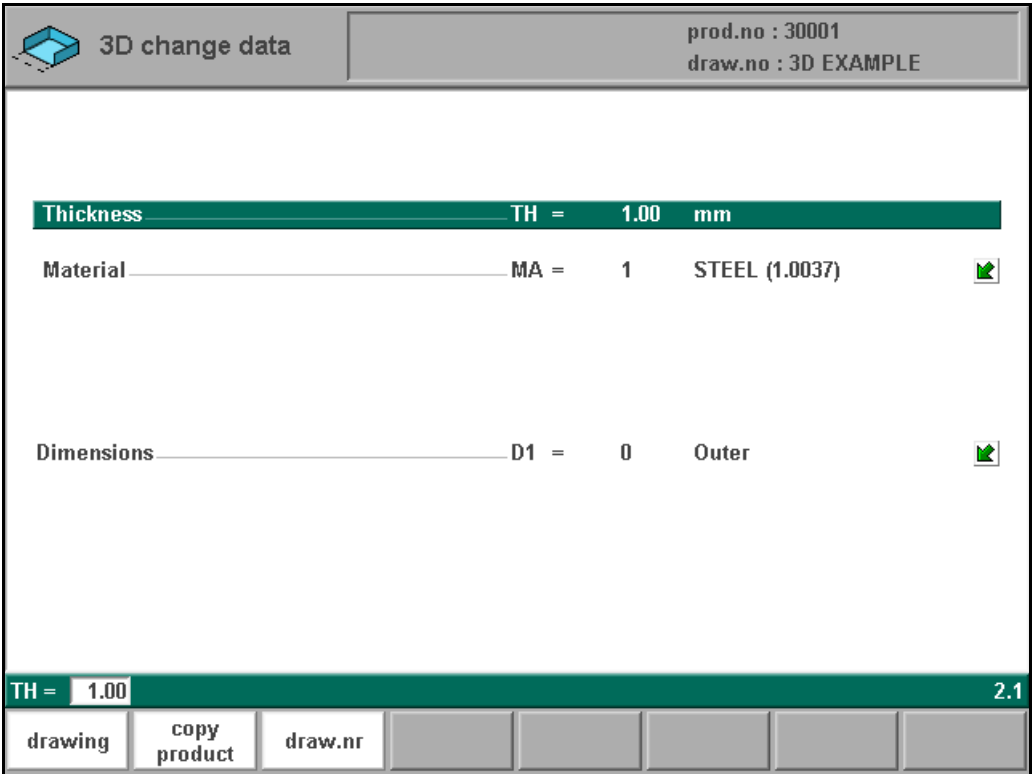 3D change data
prod.no : 30001
draw.no : 3D EXAMPLE
Thickness TH = 1.00 mm
Material MA = 1 STEEL (1.0037)
Dimensions D1 = 0 Outer
TH = 1.00 2.1
drawing
copy
product
draw.nr